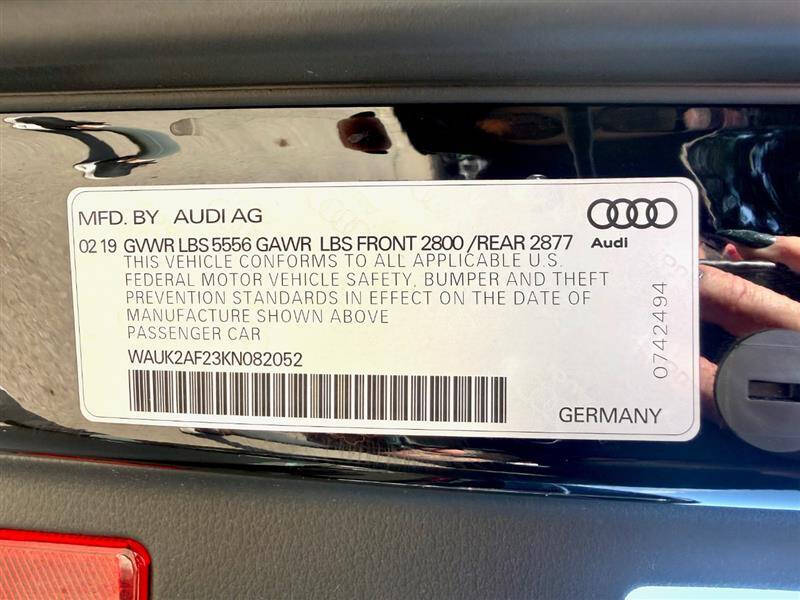 MFD. BY AUDI AG
Audi
02 19 GVWR LBS 5556 GAWR LBS FRONT 2800 /REAR 2877
THIS VEHICLE CONFORMS TO ALL APPLICABLE U.S.
FEDERAL MOTOR VEHICLE SAFETY, BUMPER AND THEFT
PREVENTION STANDARDS IN EFFECT ON THE DATE OF
MANUFACTURE SHOWN ABOVE
PASSENGER CAR
WAUK2AF23KN082052
GERMANY
0742494